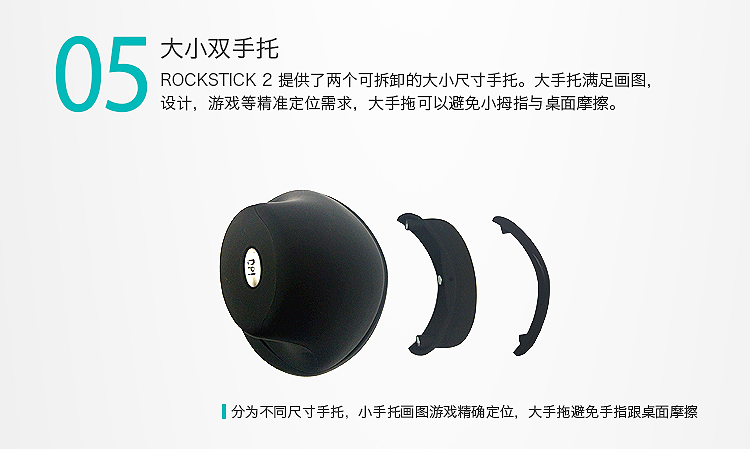 05
大小双手托
ROCKSTICK 2 提供了两个可拆卸的大小尺寸手托。大手托满足画图，
设计，游戏等精准定位需求，大手拖可以避免小拇指与桌面摩擦。
DPI
分为不同尺寸手托，小手托画图游戏精确定位，大手拖避免手指跟桌面摩擦